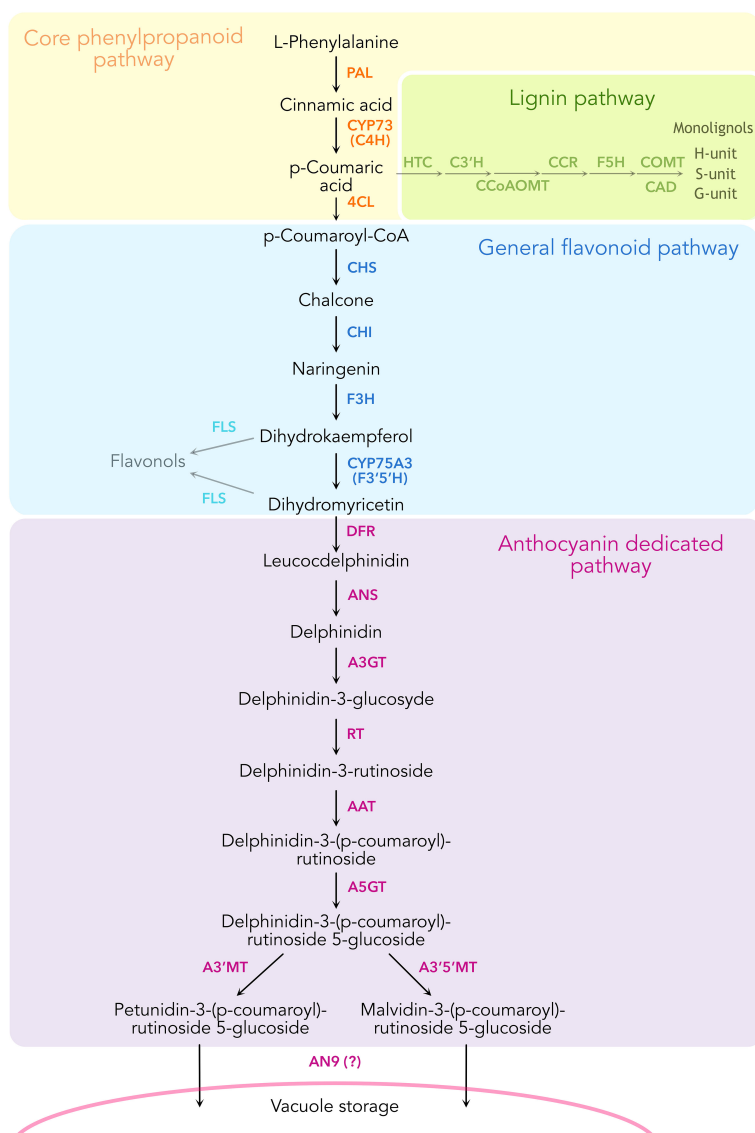 Core phenylpropanoid
pathway
L-Phenylalanine
PAL
Cinnamic acid
CYP73
(C4H)
p-Coumaric
acid
4CL
Lignin pathway
Monolignols
HTC
C3‘H
CCoAOMT
CCR
F5H
COMT
CAD
H-unit
S-unit
G-unit
p-Coumaroyl-CoA
General flavonoid pathway
CHS
Chalcone
CHI
Naringenin
F3H
Dihydrokaempferol
FLS
Flavonols
CYP75A3
(F3‘5’H)
FLS
Dihydromyricetin
DFR
Anthocyanin dedicated
pathway
Leucocdelphinidin
ANS
Delphinidin
A3GT
Delphinidin-3-glucosyde
RT
Delphinidin-3-rutinoside
AAT
Delphinidin-3-(p-coumaroyl)-
rutinoside
A5GT
Delphinidin-3-(p-coumaroyl)-
rutinoside 5-glucoside
A3’MT
A3‘5’MT
Petunidin-3-(p-coumaroyl)-
rutinoside 5-glucoside
Malvidin-3-(p-coumaroyl)-
rutinoside 5-glucoside
AN9 (?)
Vacuole storage